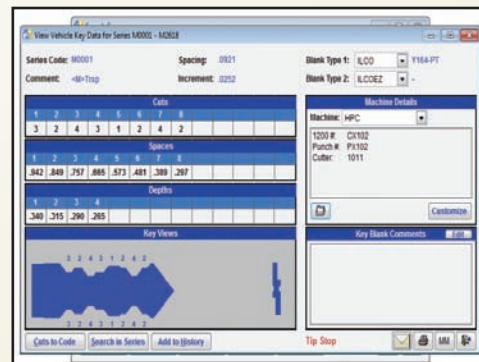 View Vehicle Key Data for Series M0001 - M2618
Series Code: M0001 Spacing: .0921 Blank Type 1: ILCO Y164-PT
Comment: <M>Trap Increment: .0252 Blank Type 2: ILCOEZ -
Cuts
1 2 3 4 5 6 7 8
3 2 4 3 1 2 4 2
Spaces
1 2 3 4 5 6 7 8
.942 .849 .757 .665 .573 .481 .389 .297
Depths
1 2 3 4
.340 .315 .290 .265
Key Views
3 2 4 3 1 2 4 2
3 2 4 3 1 2 4 2
Machine Details
Machine: HPC
1200 #: CX102
Punch #: PX102
Cutter: 1011
Customize
Key Blank Comments Edit
Cuts to Code Search in Series Add to History Tip Stop MM